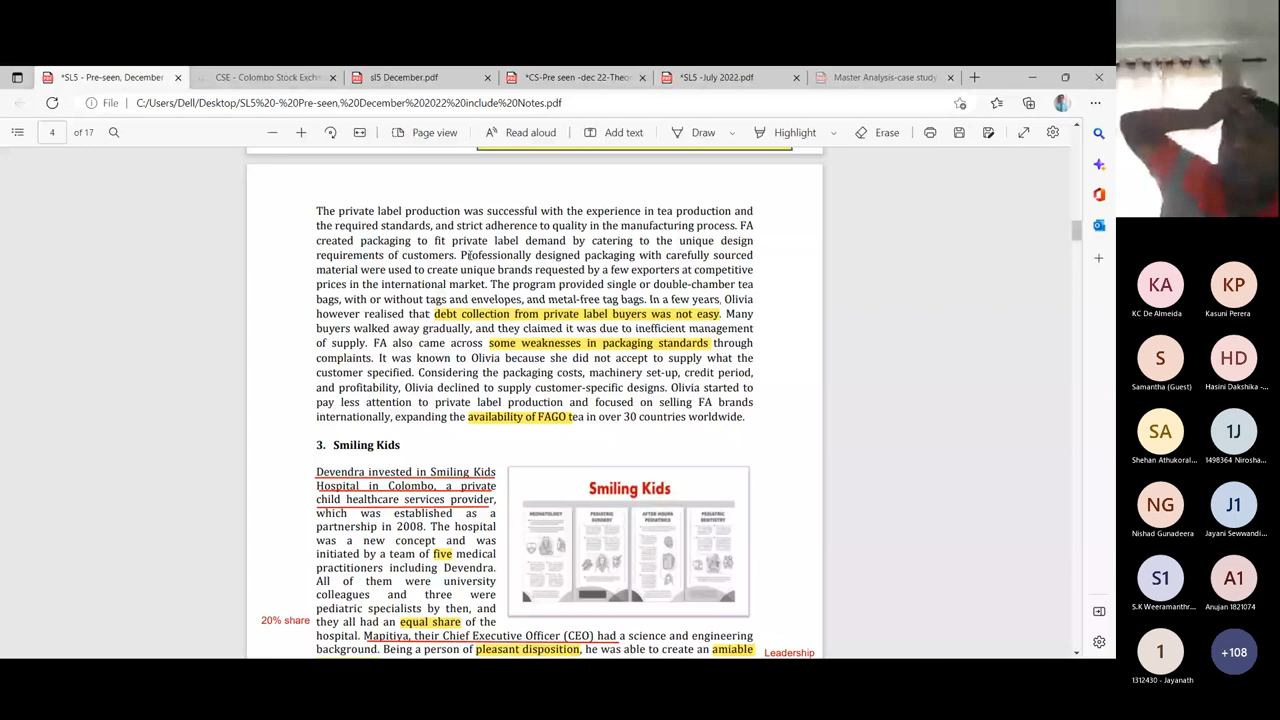 *SL5 - Pre-seen, December
CSE - Colombo Stock Exch
sl5 December.pdf
*CS-Pre seen -dec 22-Theor
*SL5 -July 2022.pdf
Master Analysis-case study
File
C:/Users/Dell/Desktop/SL5%20-%20Pre-seen,%20December%202022%20include%20Notes.pdf
4 of 17
Page view
Read aloud
Add text
Draw
Highlight
Erase
The private label production was successful with the experience in tea production and
the required standards, and strict adherence to quality in the manufacturing process. FA
created packaging to fit private label demand by catering to the unique design
requirements of customers. Professionally designed packaging with carefully sourced
material were used to create unique brands requested by a few exporters at competitive
prices in the international market. The program provided single or double-chamber tea
bags, with or without tags and envelopes, and metal-free tag bags. In a few years, Olivia
however realised that debt collection from private label buyers was not easy. Many
buyers walked away gradually, and they claimed it was due to inefficient management
of supply. FA also came across some weaknesses in packaging standards through
complaints. It was known to Olivia because she did not accept to supply what the
customer specified. Considering the packaging costs, machinery set-up, credit period,
and profitability, Olivia declined to supply customer-specific designs. Olivia started to
pay less attention to private label production and focused on selling FA brands
internationally, expanding the availability of FAGO tea in over 30 countries worldwide.
3. Smiling Kids
Devendra invested in Smiling Kids
Hospital in Colombo, a private
child healthcare services provider,
which was established as a
partnership in 2008. The hospital
was a new concept and was
initiated by a team of five medical
practitioners including Devendra.
All of them were university
colleagues and three were
pediatric specialists by then, and
they all had an equal share of the
20% share
hospital. Mapitiya, their Chief Executive Officer (CEO) had a science and engineering
background. Being a person of pleasant disposition, he was able to create an amiable
Leadership
Smiling Kids
NEONATOLOGY
PEDIATRIC SURGERY
AFTER HOURS PEDIATRICS
PEDIATRIC DENTISTRY
KA
KC De Almeida
KP
Kasuni Perera
S
Samantha (Guest)
HD
Hasini Dakshika -...
SA
Shehan Athukoral...
1J
1498364 Nirosha...
NG
Nishad Gunadeera
J1
Jayani Sewwandi...
S1
S.K Weeramanthr...
A1
Anujan 1821074
1
1312430 - Jayanath
+108